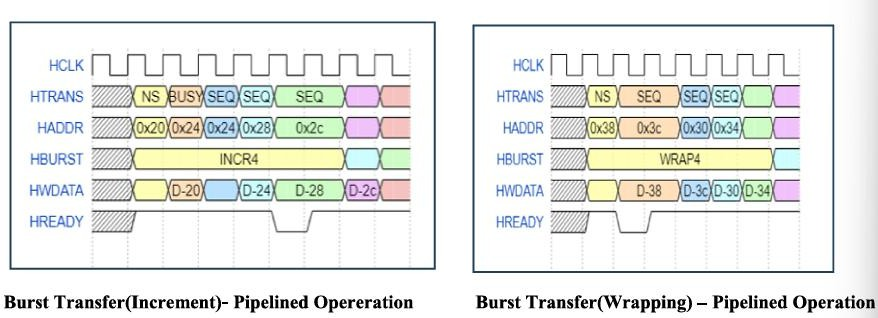 HCLK
HTRANS NS BUSY SEQ SEQ SEQ
HADDR 0x20 0x24 0x24 0x28 0x2c
HBURST INCR4
HWDATA D-20 D-24 D-28 D-2c
HREADY
Burst Transfer(Increment)- Pipelined Opereration
HCLK
HTRANS NS SEQ SEQ SEQ
HADDR 0x38 0x3c 0x30 0x34
HBURST WRAP4
HWDATA D-38 D-3c D-30 D-34
HREADY
Burst Transfer(Wrapping) – Pipelined Operation